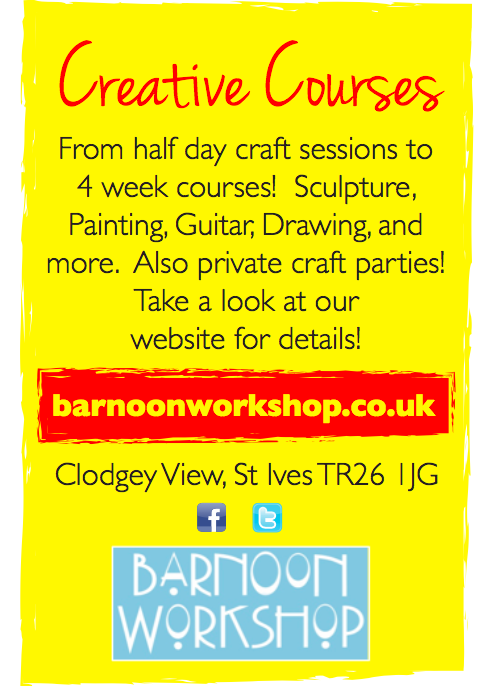 Creative Courses
From half day craft sessions to
4 week courses!  Sculpture,
Painting, Guitar, Drawing, and
more.  Also private craft parties!
Take a look at our
website for details!
barnoonworkshop.co.uk
Clodgey View, St Ives TR26 1JG
f t
BARNOON
WORKSHOP